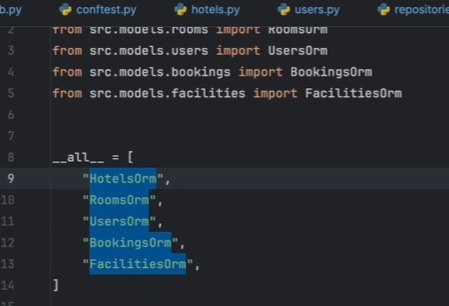 b.py conftest.py hotels.py users.py repositorie
2 from src.models.rooms import RoomsOrm
3 from src.models.users import UsersOrm
4 from src.models.bookings import BookingsOrm
5 from src.models.facilities import FacilitiesOrm
6
7
8 __all__ = [
9 "HotelsOrm",
10 "RoomsOrm",
11 "UsersOrm",
12 "BookingsOrm",
13 "FacilitiesOrm",
14 ]